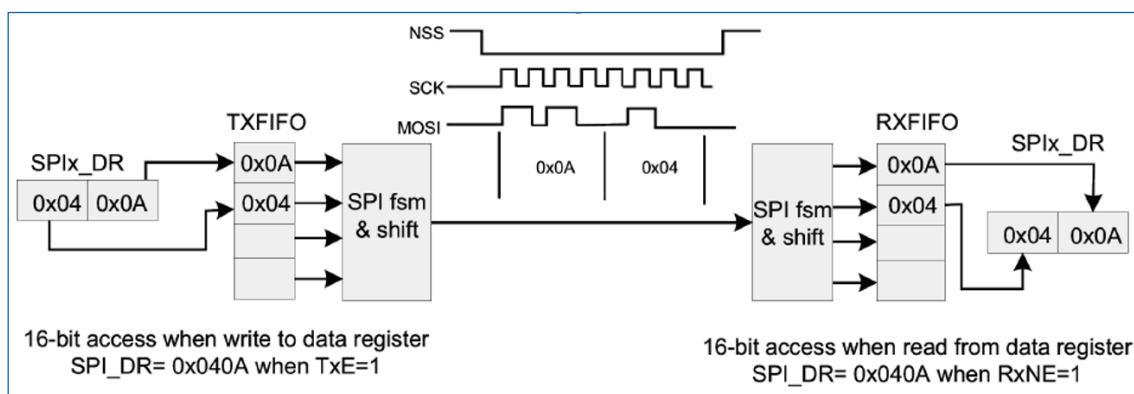 NSS
SCK
MOSI
TXFIFO
RXFIFO
SPIx_DR
SPIx_DR
0x0A
0x04
0x04 0x0A
SPI fsm
& shift
0x0A 0x04
SPI fsm
& shift
0x0A
0x04
0x04 0x0A
16-bit access when write to data register
SPI_DR= 0x040A when TxE=1
16-bit access when read from data register
SPI_DR= 0x040A when RxNE=1